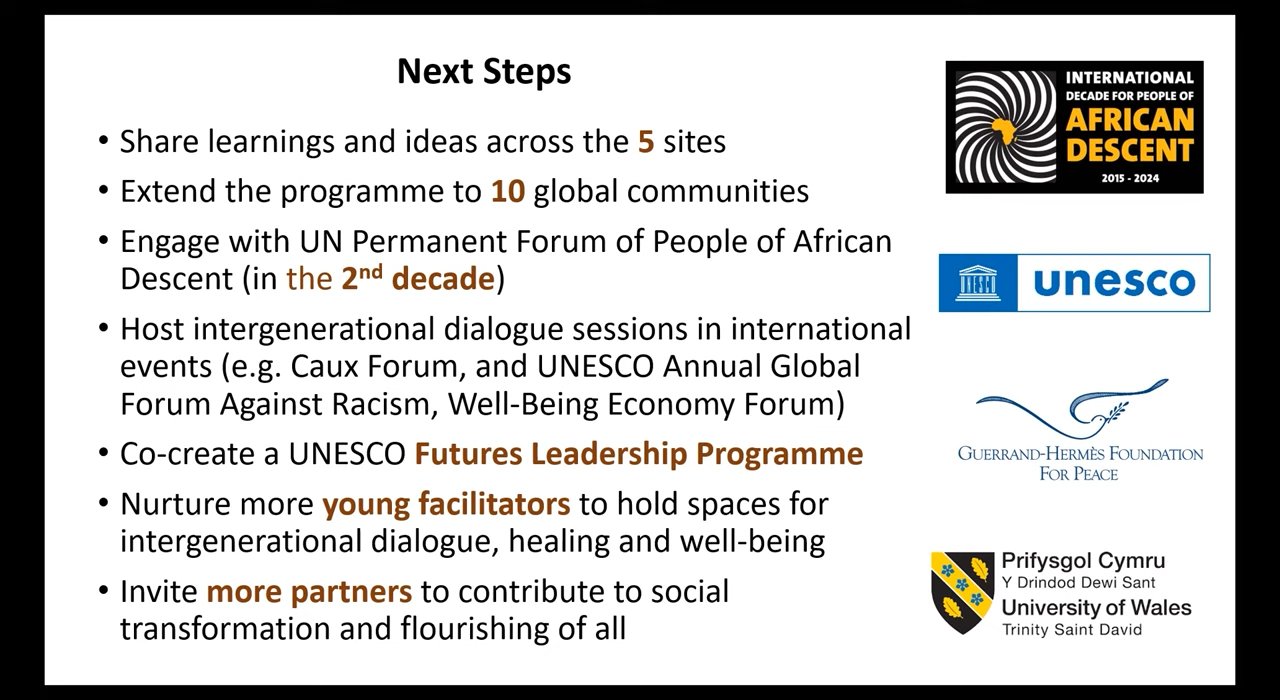 Next Steps
• Share learnings and ideas across the 5 sites
• Extend the programme to 10 global communities
• Engage with UN Permanent Forum of People of African
Descent (in the 2nd decade)
• Host intergenerational dialogue sessions in international
events (e.g. Caux Forum, and UNESCO Annual Global
Forum Against Racism, Well-Being Economy Forum)
• Co-create a UNESCO Futures Leadership Programme
• Nurture more young facilitators to hold spaces for
intergenerational dialogue, healing and well-being
• Invite more partners to contribute to social
transformation and flourishing of all
INTERNATIONAL
DECADE FOR PEOPLE OF
AFRICAN
DESCENT
2015 - 2024
UNESCO
unesco
GUERRAND-HERMÈS FOUNDATION
FOR PEACE
Prifysgol Cymru
Y Drindod Dewi Sant
University of Wales
Trinity Saint David